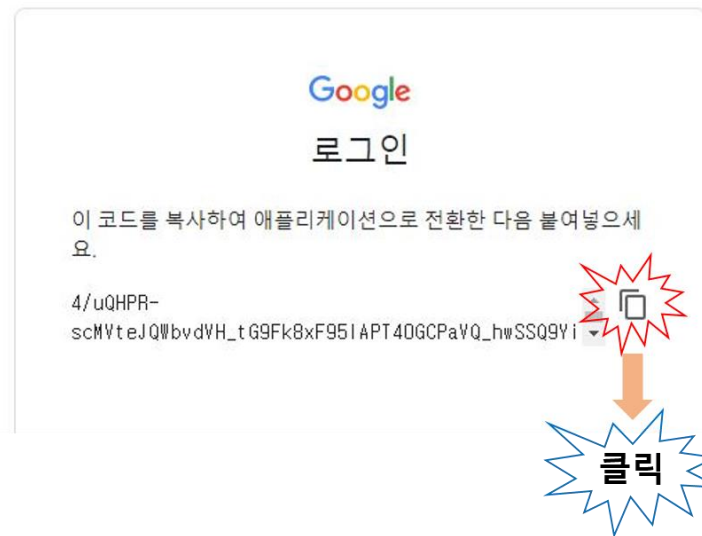 Google
로그인
이 코드를 복사하여 애플리케이션으로 전환한 다음 붙여넣으세
요.
4/uQHPR-
scMVteJQWbvdVH_tG9Fk8xF95IAPT4OGCPaVQ_hwSSQ9Yi
클릭